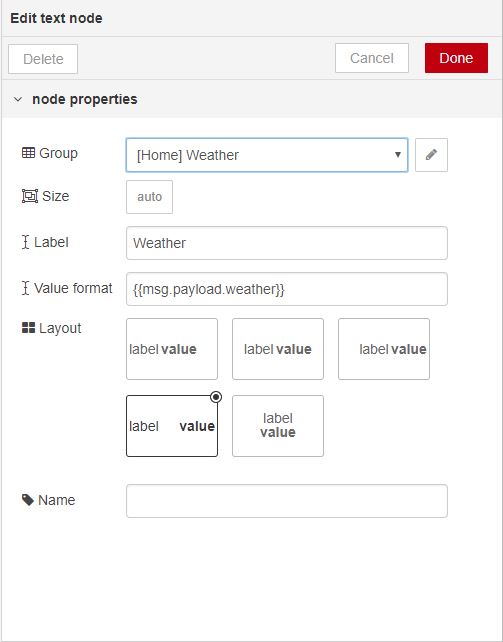 Edit text node
Delete Cancel Done
node properties
Group [Home] Weather
Size auto
Label Weather
Value format {{msg.payload.weather}}
Layout label value label value label value
label value label
value
Name